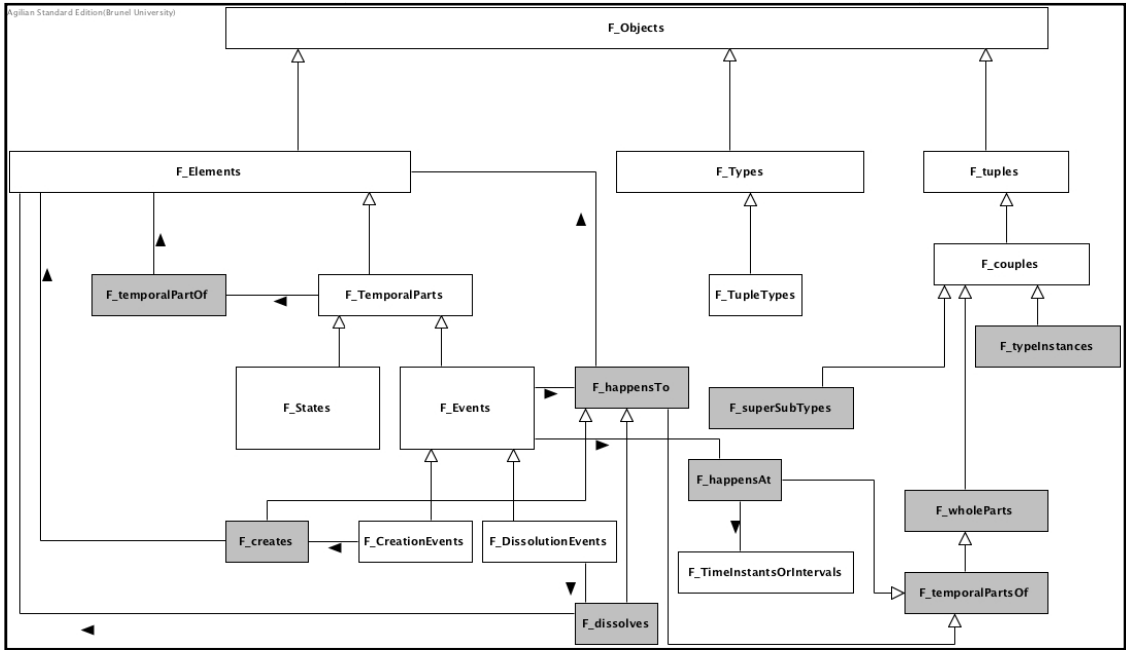 Agilian Standard Edition(Brunel University)
F_Objects
F_Elements
F_Types
F_tuples
F_couples
F_temporalPartOf
F_TemporalParts
F_TupleTypes
F_typeInstances
F_States
F_Events
F_happensTo
F_superSubTypes
F_happensAt
F_wholeParts
F_creates
F_CreationEvents
F_DissolutionEvents
F_TimeInstantsOrIntervals
F_temporalPartsOf
F_dissolves